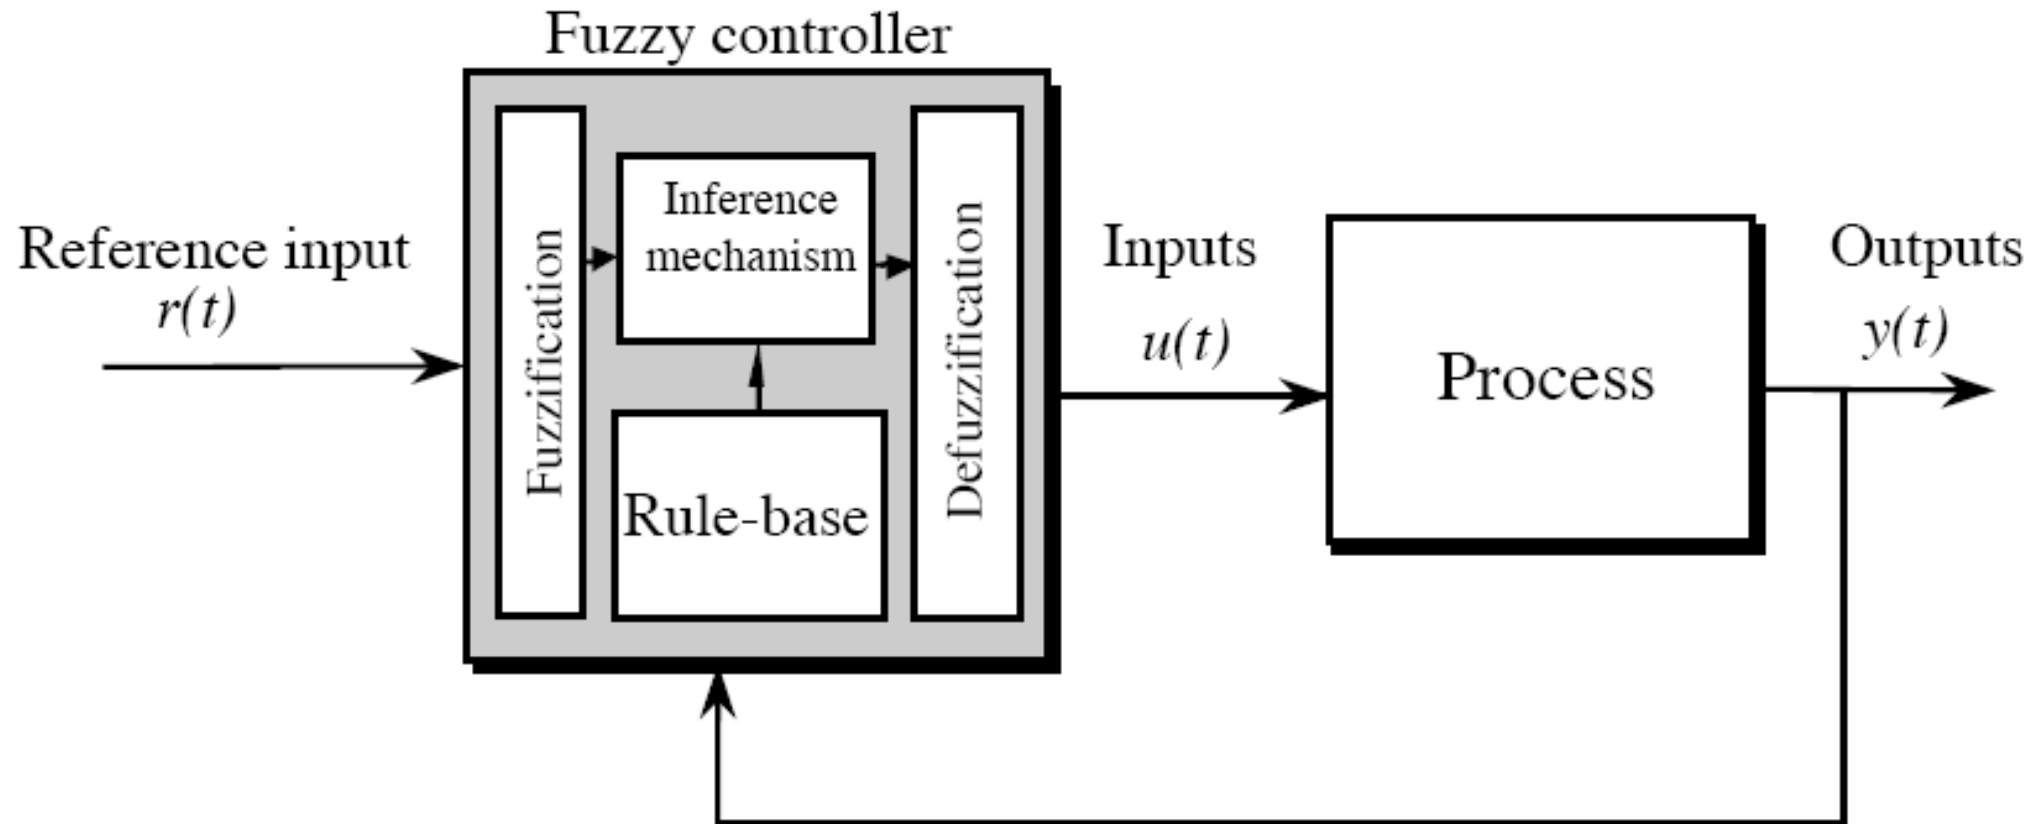 Fuzzy controller
Reference input
r(t)
Fuzzification
Inference
mechanism
Rule-base
Defuzzification
Inputs
u(t)
Process
Outputs
y(t)